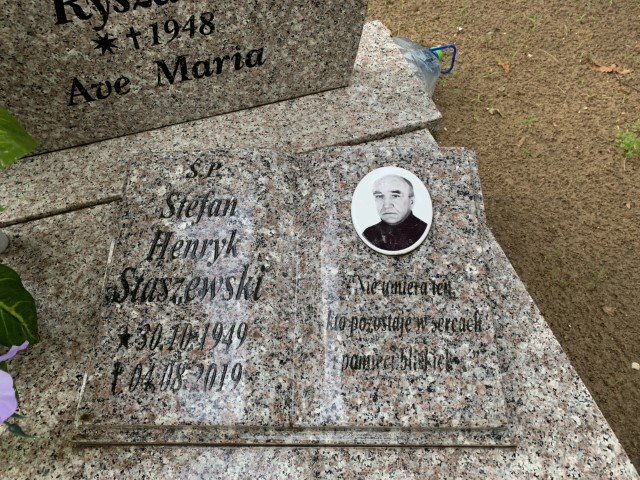 Rysza
* † 1948
Ave Maria
Ś.P.
Stefan
Henryk
Staszewski
★ 30.10.1949
† 04.08.2019
"Nie umiera ten,
kto pozostaje w sercach
pamięci bliskich"